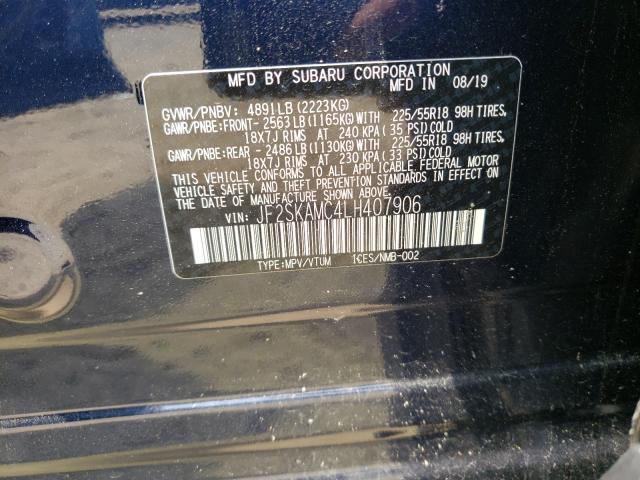 MFD BY SUBARU CORPORATION
MFD IN 08/19
GVWR/PNBV: 4891LB (2223KG)
GAWR/PNBE:FRONT- 2563LB(1165KG)WITH 225/55R18 98H TIRES,
18X7J RIMS AT 240 KPA(35 PSI)COLD
GAWR/PNBE:REAR - 2486LB(1130KG)WITH 225/55R18 98H TIRES,
18X7J RIMS AT 230 KPA(33 PSI)COLD
THIS VEHICLE CONFORMS TO ALL APPLICABLE FEDERAL MOTOR
VEHICLE SAFETY AND THEFT PREVENTION STANDARDS IN EFFECT ON
THE DATE OF MANUFACTURE SHOWN ABOVE.
VIN: JF2SKAMC4LH407906
TYPE:MPV/VTUM ICES/NMB-002